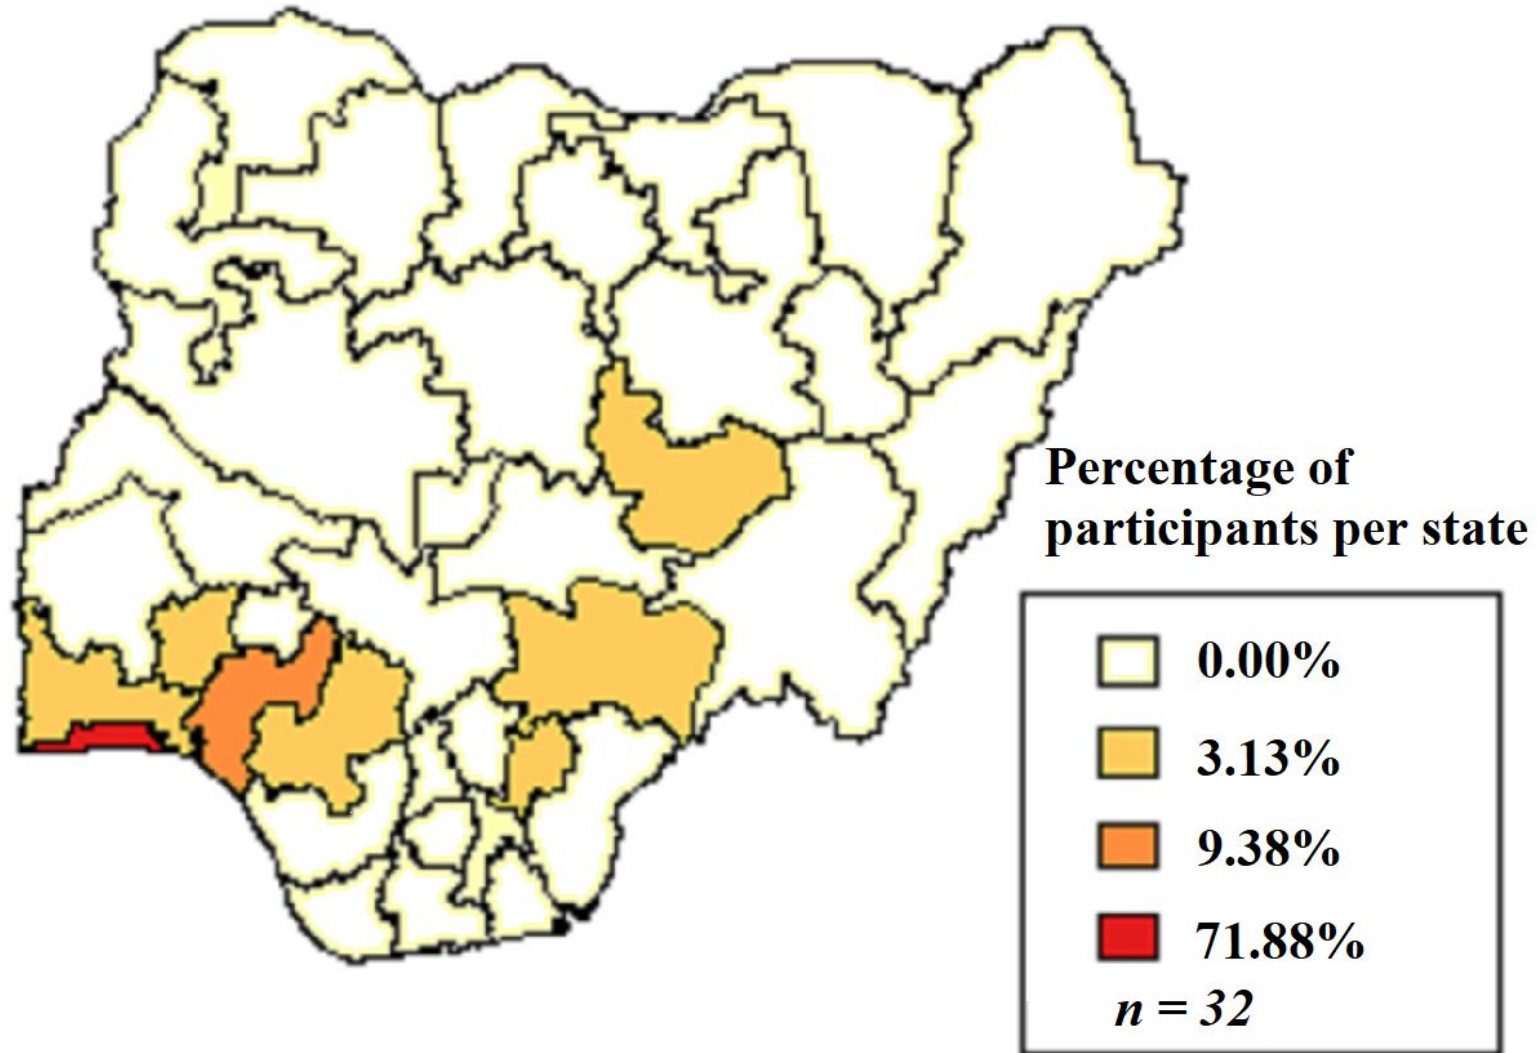 Percentage of
participants per state
0.00%
3.13%
9.38%
71.88%
n = 32